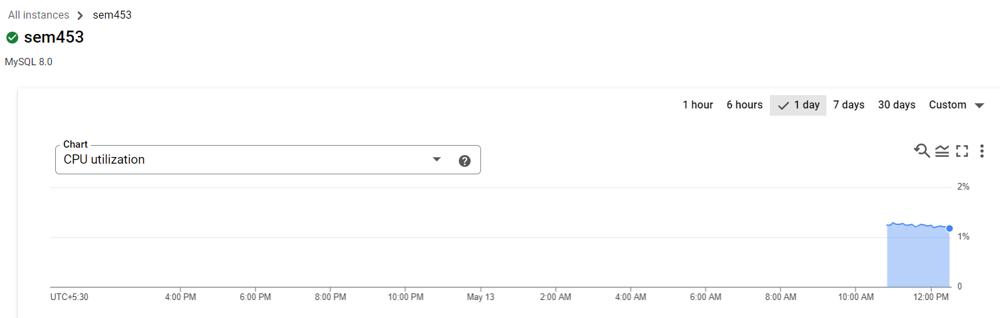 All instances > sem453
sem453
MySQL 8.0
1 hour 6 hours 1 day 7 days 30 days Custom
Chart
CPU utilization
2%
1%
0
UTC+5:30 4:00 PM 6:00 PM 8:00 PM 10:00 PM May 13 2:00 AM 4:00 AM 6:00 AM 8:00 AM 10:00 AM 12:00 PM